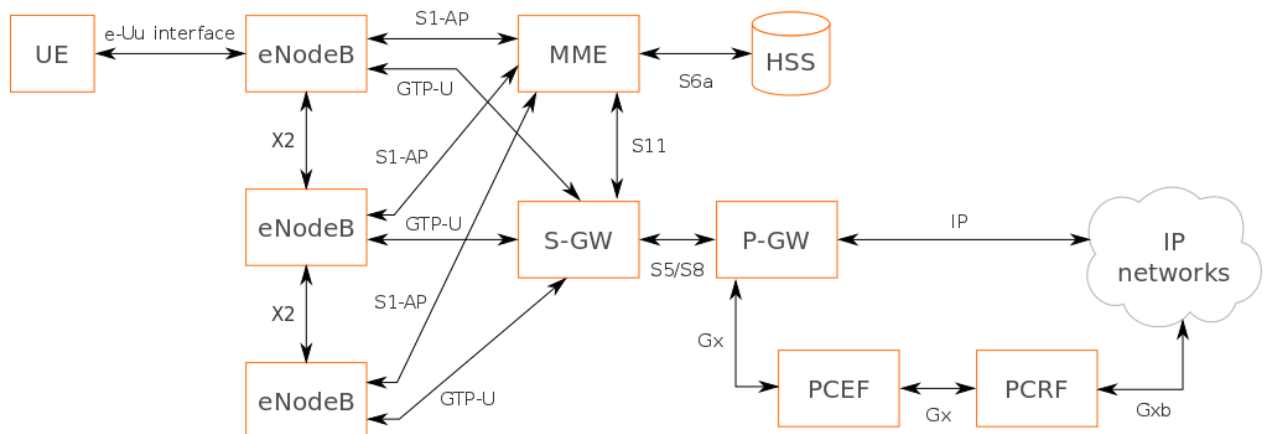 UE
e-Uu interface
eNodeB
S1-AP
MME
HSS
S6a
GTP-U
X2
S1-AP
S11
eNodeB
GTP-U
S-GW
S5/S8
P-GW
IP
IP
networks
X2
S1-AP
Gx
eNodeB
GTP-U
PCEF
Gx
PCRF
Gxb